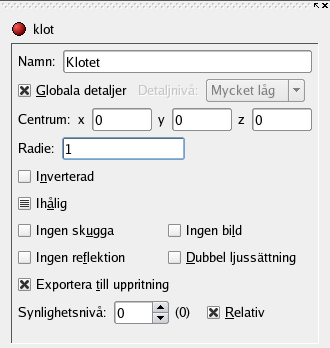 klot
Namn: Klotet
Globala detaljer Detaljnivå: Mycket låg
Centrum: x 0 y 0 z 0
Radie: 1
Inverterad
Ihålig
Ingen skugga Ingen bild
Ingen reflektion Dubbel ljussättning
Exportera till uppritning
Synlighetsnivå: 0 (0) Relativ